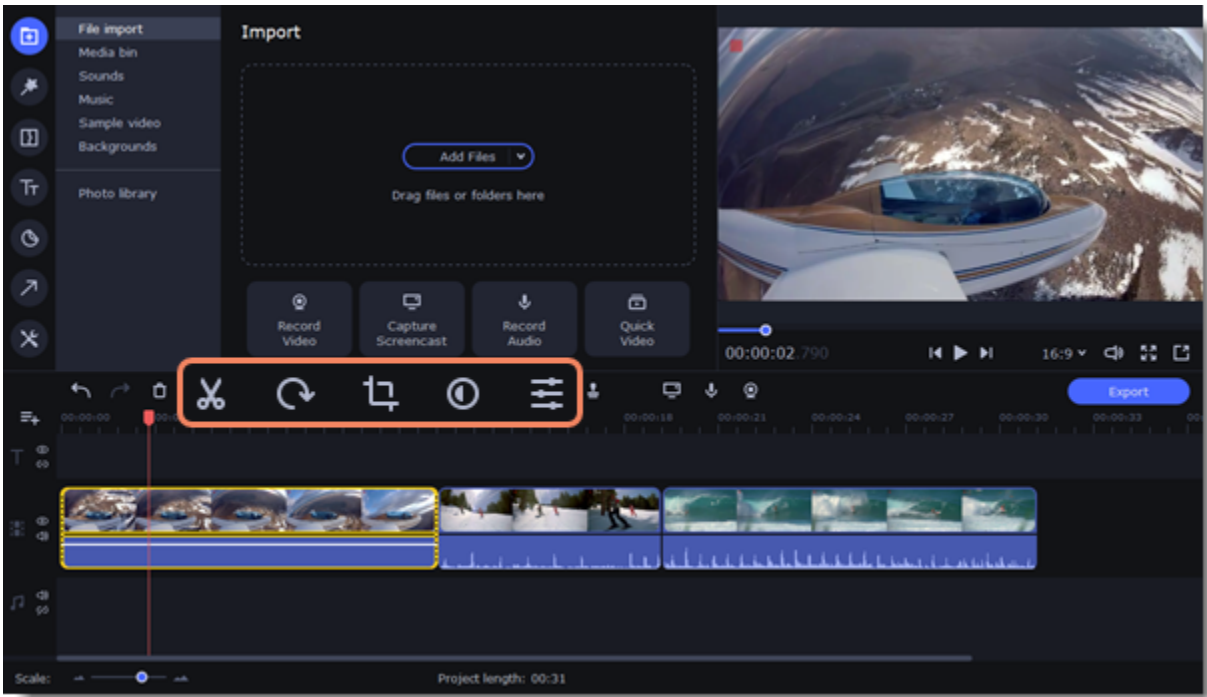 File import
Media bin
Sounds
Music
Sample video
Backgrounds
Photo library
Import
Add Files
Drag files or folders here
Record
Video
Capture
Screencast
Record
Audio
Quick
Video
00:00:02.790
16:9
Export
00:00:00
00:00:18
00:00:21
00:00:24
00:00:27
00:00:30
00:00:33
Scale:
Project length: 00:31